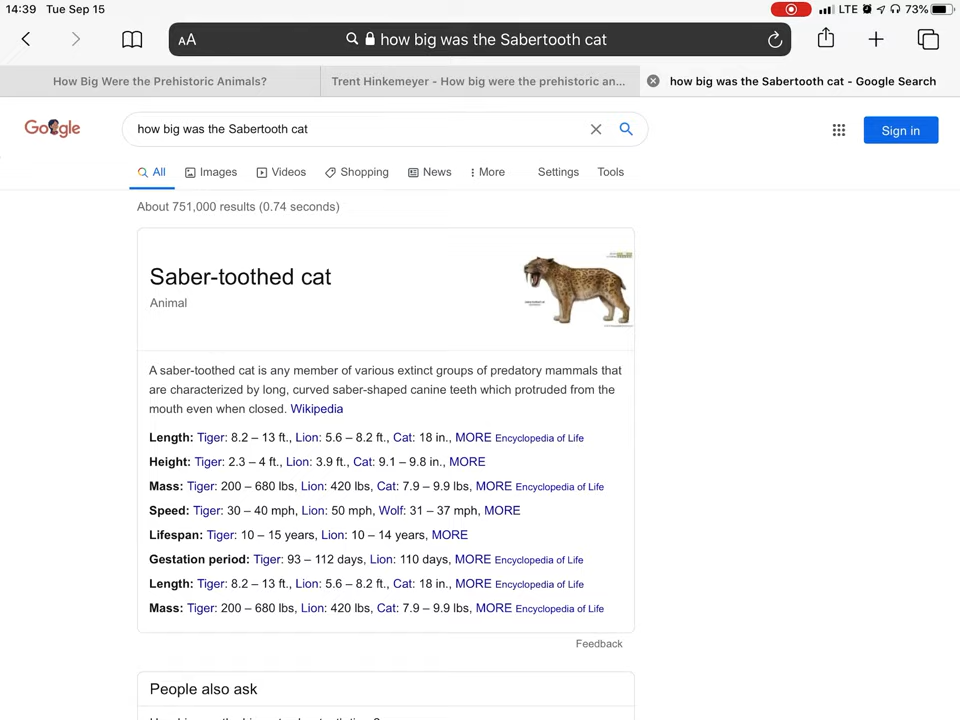 14:39 Tue Sep 15 LTE 73%
AA how big was the Sabertooth cat
How Big Were the Prehistoric Animals? Trent Hinkemeyer - How big were the prehistoric an... how big was the Sabertooth cat - Google Search
Google how big was the Sabertooth cat Sign in
All Images Videos Shopping News More Settings Tools
About 751,000 results (0.74 seconds)
Saber-toothed cat
Animal
A saber-toothed cat is any member of various extinct groups of predatory mammals that
are characterized by long, curved saber-shaped canine teeth which protruded from the
mouth even when closed. Wikipedia
Length: Tiger: 8.2 – 13 ft., Lion: 5.6 – 8.2 ft., Cat: 18 in., MORE Encyclopedia of Life
Height: Tiger: 2.3 – 4 ft., Lion: 3.9 ft., Cat: 9.1 – 9.8 in., MORE
Mass: Tiger: 200 – 680 lbs, Lion: 420 lbs, Cat: 7.9 – 9.9 lbs, MORE Encyclopedia of Life
Speed: Tiger: 30 – 40 mph, Lion: 50 mph, Wolf: 31 – 37 mph, MORE
Lifespan: Tiger: 10 – 15 years, Lion: 10 – 14 years, MORE
Gestation period: Tiger: 93 – 112 days, Lion: 110 days, MORE Encyclopedia of Life
Length: Tiger: 8.2 – 13 ft., Lion: 5.6 – 8.2 ft., Cat: 18 in., MORE Encyclopedia of Life
Mass: Tiger: 200 – 680 lbs, Lion: 420 lbs, Cat: 7.9 – 9.9 lbs, MORE Encyclopedia of Life
Feedback
People also ask